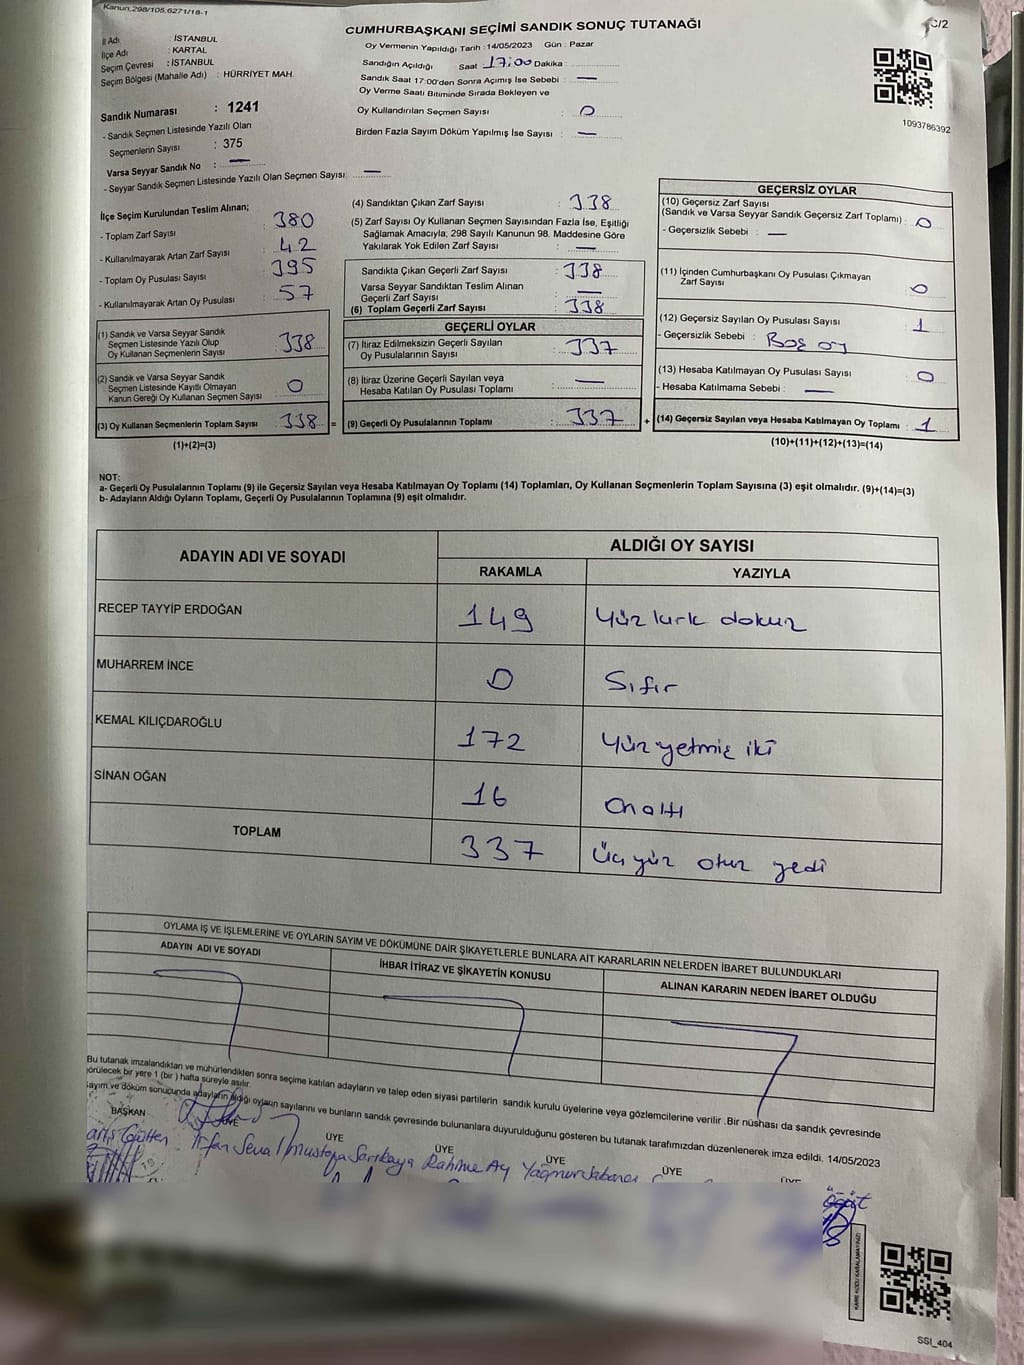 Kanun:298/105.6271/18-1
C/2
CUMHURBAŞKANI SEÇİMİ SANDIK SONUÇ TUTANAĞI
İl Adı : İSTANBUL
İlçe Adı : KARTAL
Seçim Çevresi : İSTANBUL
Seçim Bölgesi (Mahalle Adı) : HÜRRİYET MAH.
Oy Vermenin Yapıldığı Tarih : 14/05/2023 Gün : Pazar
Sandığın Açıldığı Saat 17:00 Dakika :
Sandık Saat 17:00'den Sonra Açımış İse Sebebi : —
Oy Verme Saati Bitiminde Sırada Bekleyen ve
Oy Kullandırılan Seçmen Sayısı : 0
Birden Fazla Sayım Döküm Yapılmış İse Sayısı : —
1093786392
Sandık Numarası : 1241
- Sandık Seçmen Listesinde Yazılı Olan
Seçmenlerin Sayısı : 375
Varsa Seyyar Sandık No : —
- Seyyar Sandık Seçmen Listesinde Yazılı Olan Seçmen Sayısı: —
İlçe Seçim Kurulundan Teslim Alınan;
- Toplam Zarf Sayısı : 380
- Kullanılmayarak Artan Zarf Sayısı : 42
- Toplam Oy Pusulası Sayısı : 395
- Kullanılmayarak Artan Oy Pusulası : 57
(1) Sandık ve Varsa Seyyar Sandık
Seçmen Listesinde Yazılı Olup
Oy Kullanan Seçmenlerin Sayısı : 338
(2) Sandık ve Varsa Seyyar Sandık
Seçmen Listesinde Kayıtlı Olmayan
Kanun Gereği Oy Kullanan Seçmen Sayısı : 0
(3) Oy Kullanan Seçmenlerin Toplam Sayısı : 338 =
(1)+(2)=(3)
(4) Sandıktan Çıkan Zarf Sayısı : 338
(5) Zarf Sayısı Oy Kullanan Seçmen Sayısından Fazla İse, Eşitliği
Sağlamak Amacıyla, 298 Sayılı Kanunun 98. Maddesine Göre
Yakılarak Yok Edilen Zarf Sayısı : —
Sandıkta Çıkan Geçerli Zarf Sayısı : 338
Varsa Seyyar Sandıktan Teslim Alınan
Geçerli Zarf Sayısı : —
(6) Toplam Geçerli Zarf Sayısı : 338
GEÇERLİ OYLAR
(7) İtiraz Edilmeksizin Geçerli Sayılan
Oy Pusulalarının Sayısı : 337
(8) İtiraz Üzerine Geçerli Sayılan veya
Hesaba Katılan Oy Pusulası Toplamı : —
(9) Geçerli Oy Pusulalarının Toplamı : 337 +
GEÇERSİZ OYLAR
(10) Geçersiz Zarf Sayısı
(Sandık ve Varsa Seyyar Sandık Geçersiz Zarf Toplamı) : 0
- Geçersizlik Sebebi : —
(11) İçinden Cumhurbaşkanı Oy Pusulası Çıkmayan
Zarf Sayısı : 0
(12) Geçersiz Sayılan Oy Pusulası Sayısı : 1
- Geçersizlik Sebebi : Boş oy
(13) Hesaba Katılmayan Oy Pusulası Sayısı : 0
- Hesaba Katılmama Sebebi : —
(14) Geçersiz Sayılan veya Hesaba Katılmayan Oy Toplamı : 1
(10)+(11)+(12)+(13)=(14)
NOT:
a- Geçerli Oy Pusulalarının Toplamı (9) ile Geçersiz Sayılan veya Hesaba Katılmayan Oy Toplamı (14) Toplamları, Oy Kullanan Seçmenlerin Toplam Sayısına (3) eşit olmalıdır. (9)+(14)=(3)
b- Adayların Aldığı Oyların Toplamı, Geçerli Oy Pusulalarının Toplamına (9) eşit olmalıdır.
ADAYIN ADI VE SOYADI
ALDIĞI OY SAYISI
RAKAMLA YAZIYLA
RECEP TAYYİP ERDOĞAN 149 Yüz kırk dokuz
MUHARREM İNCE 0 Sıfır
KEMAL KILIÇDAROĞLU 172 Yüz yetmiş iki
SİNAN OĞAN 16 On altı
TOPLAM 337 Üç yüz otuz yedi
OYLAMA İŞ VE İŞLEMLERİNE VE OYLARIN SAYIM VE DÖKÜMÜNE DAİR ŞİKAYETLERLE BUNLARA AİT KARARLARIN NELERDEN İBARET BULUNDUKLARI
ADAYIN ADI VE SOYADI İHBAR İTİRAZ VE ŞİKAYETİN KONUSU ALINAN KARARIN NEDEN İBARET OLDUĞU
Bu tutanak imzalandıktan ve mühürlendikten sonra seçime katılan adayların ve talep eden siyasi partilerin sandık kurulu üyelerine veya gözlemcilerine verilir .Bir nüshası da sandık çevresinde
görülecek bir yere 1 (bir ) hafta süreyle asılır.
sayım ve döküm sonucunda adayların aldığı oyların sayılarını ve bunların sandık çevresinde bulunanlara duyurulduğunu gösteren bu tutanak tarafımızdan düzenlenerek imza edildi. 14/05/2023
BAŞKAN ÜYE ÜYE ÜYE ÜYE ÜYE ÜYE
İrfan Mustafa Sarıkaya Rahime Ay Yağmur
Öğüt
KARE KODU KARALAMAYINIZ!
SSI_404